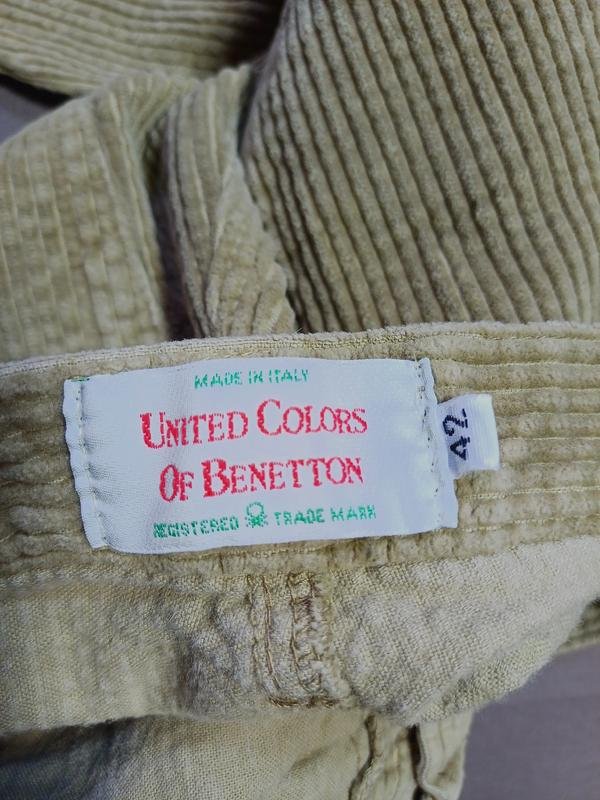 MADE IN ITALY
UNITED COLORS
OF BENETTON
REGISTERED TRADE MARK
42